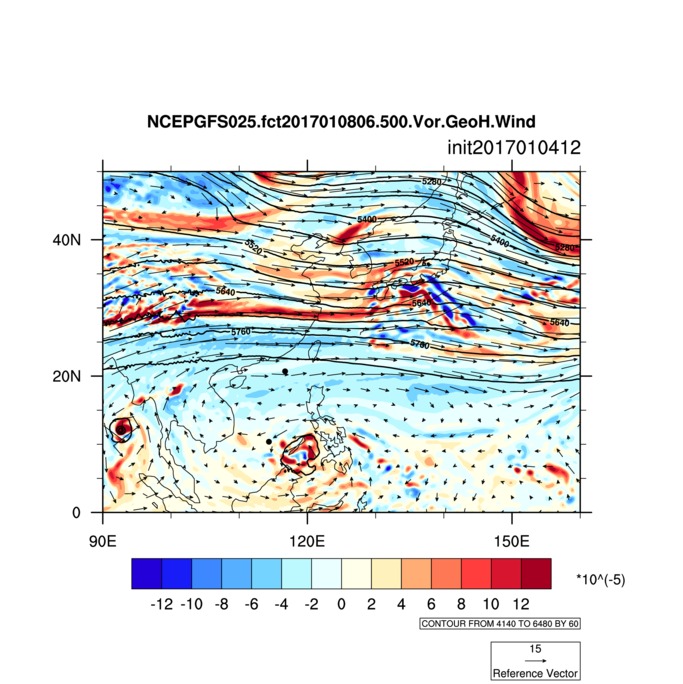 NCEPGFS025.fct2017010806.500.Vor.GeoH.Wind
init2017010412
5280
5400
40N
5520
5400
5280
5520
5640
5640
5640
5760
5760
20N
0
90E 120E 150E
-12 -10 -8 -6 -4 -2 0 2 4 6 8 10 12
*10^(-5)
CONTOUR FROM 4140 TO 6480 BY 60
15
Reference Vector